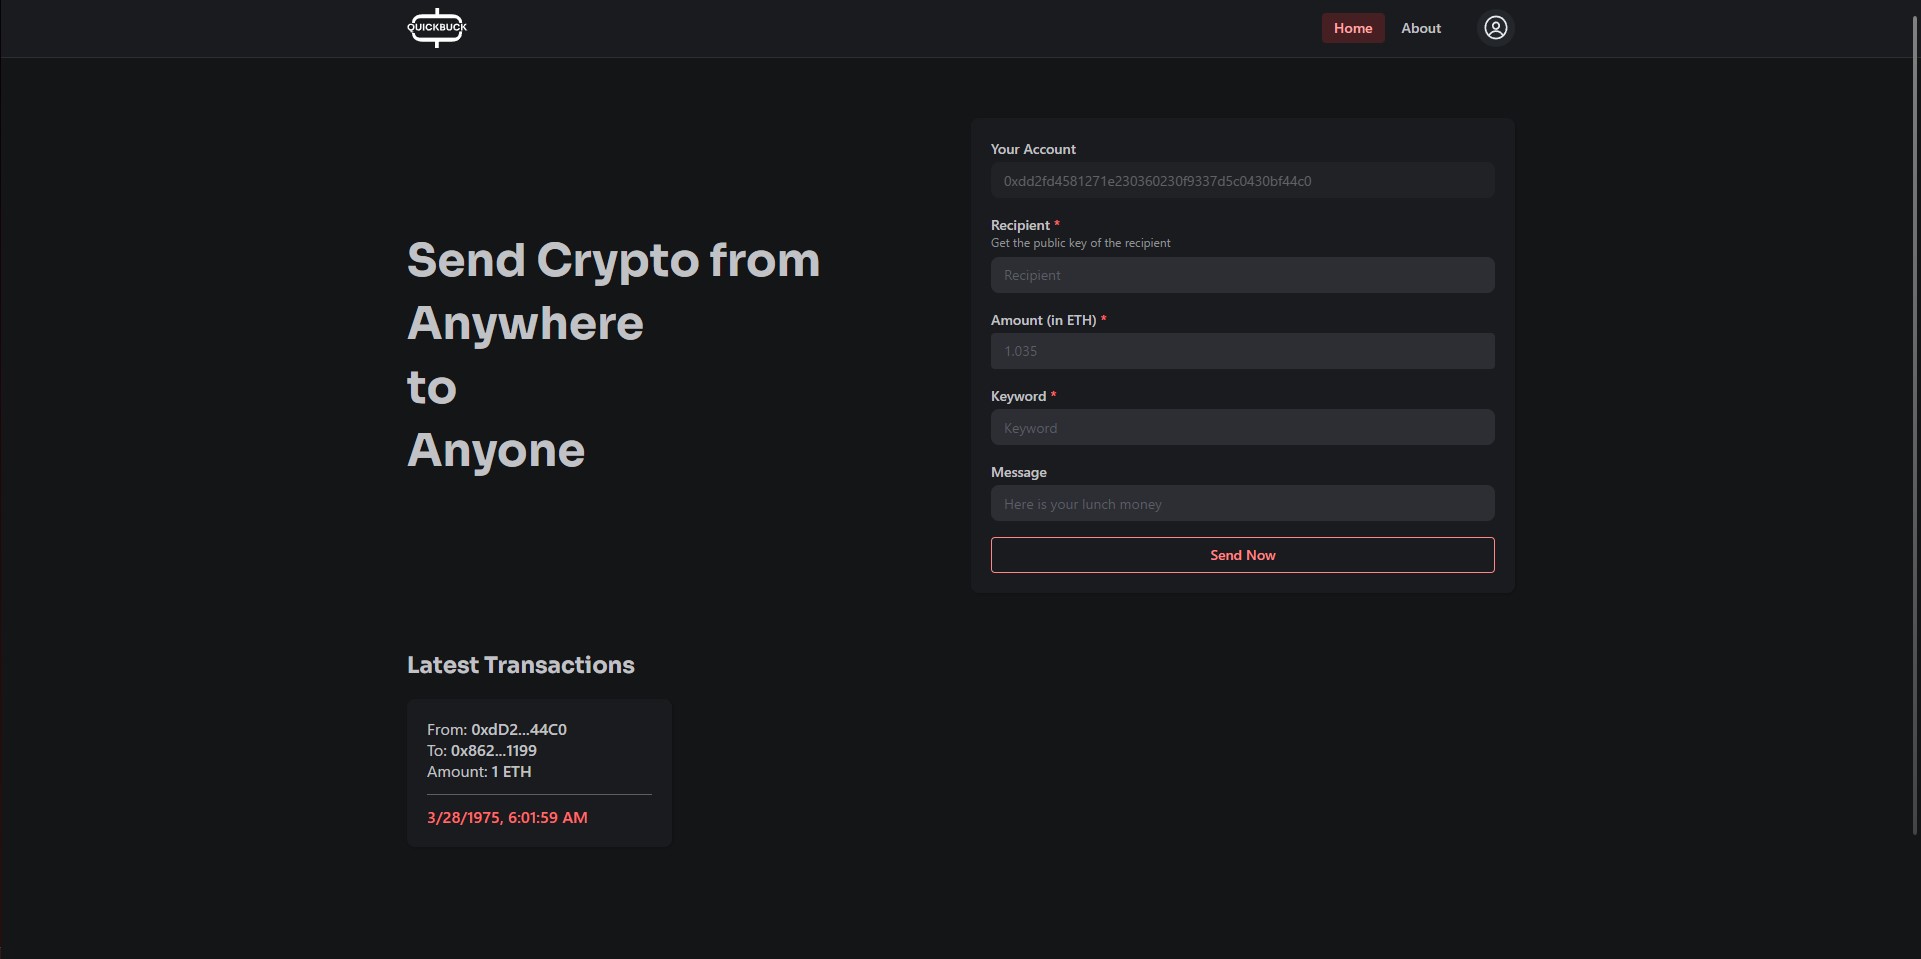 QUICKBUCK
Home
About
Send Crypto from
Anywhere
to
Anyone
Your Account
0xdd2fd4581271e230360230f9337d5c0430bf44c0
Recipient *
Get the public key of the recipient
Recipient
Amount (in ETH) *
1.035
Keyword *
Keyword
Message
Here is your lunch money
Send Now
Latest Transactions
From: 0xdD2...44C0
To: 0x862...1199
Amount: 1 ETH
3/28/1975, 6:01:59 AM